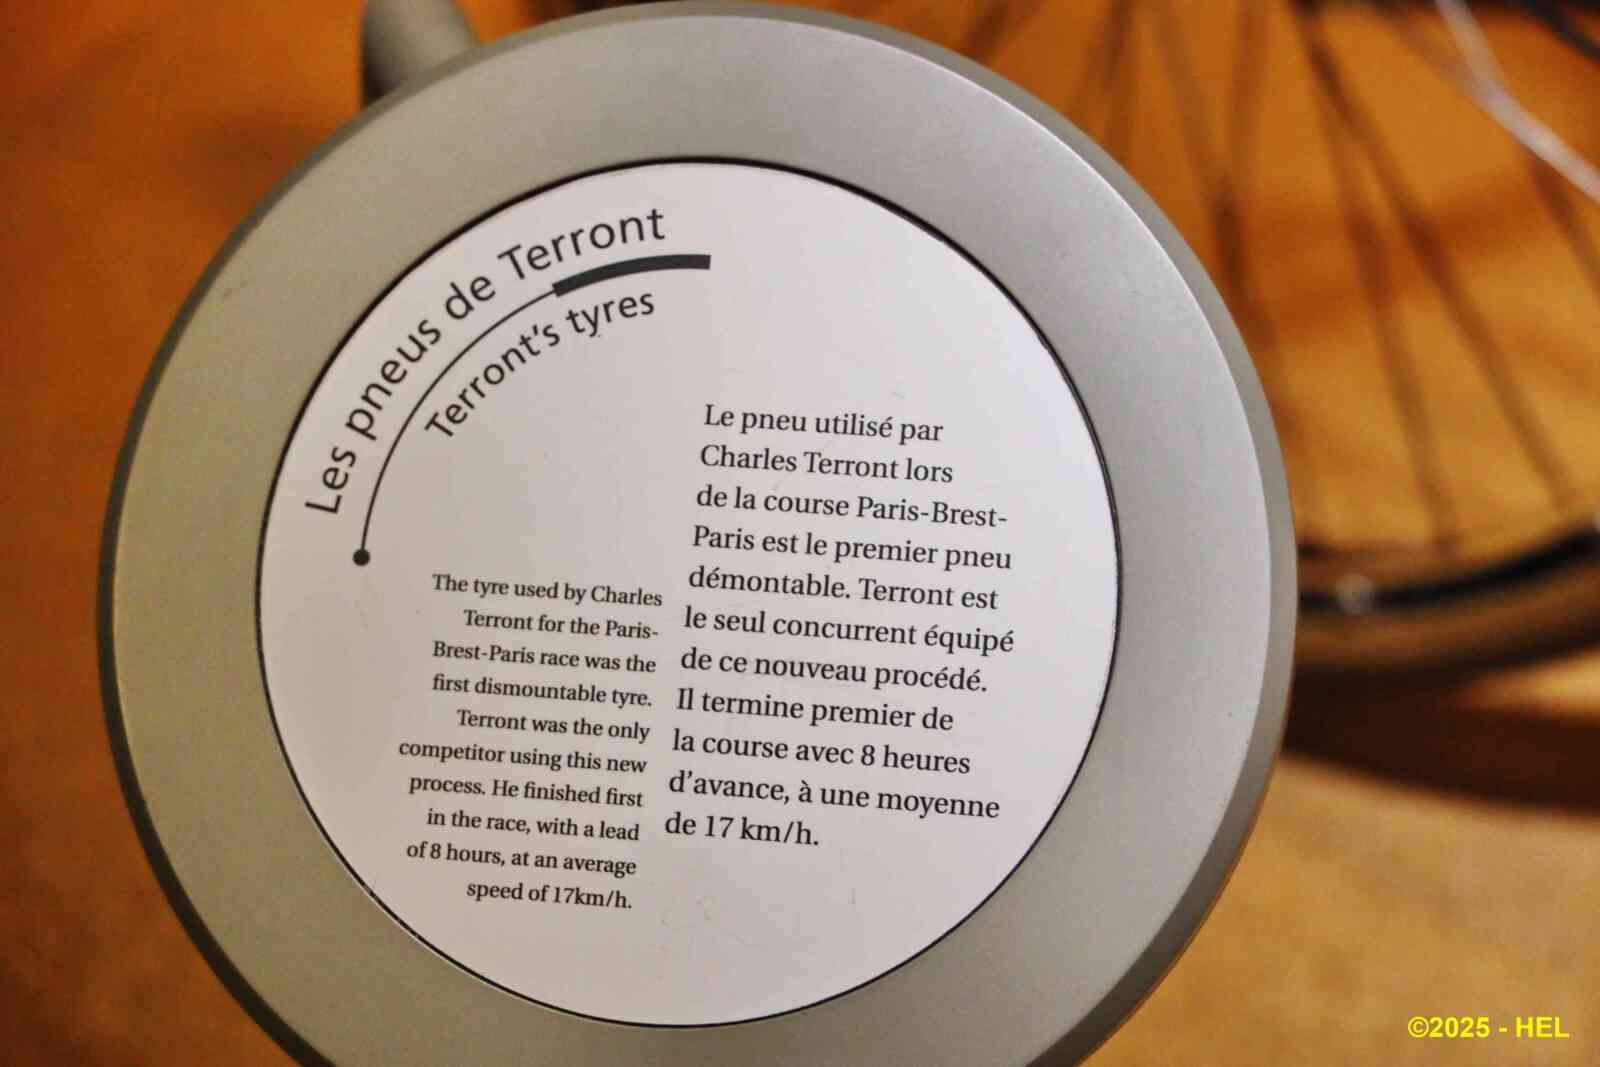 Les pneus de Terront
Terront's tyres
Le pneu utilisé par
Charles Terront lors
de la course Paris-Brest-
Paris est le premier pneu
démontable. Terront est
le seul concurrent équipé
de ce nouveau procédé.
Il termine premier de
la course avec 8 heures
d'avance, à une moyenne
de 17 km/h.
The tyre used by Charles
Terront for the Paris-
Brest-Paris race was the
first dismountable tyre.
Terront was the only
competitor using this new
process. He finished first
in the race, with a lead
of 8 hours, at an average
speed of 17km/h.
©2025 - HEL